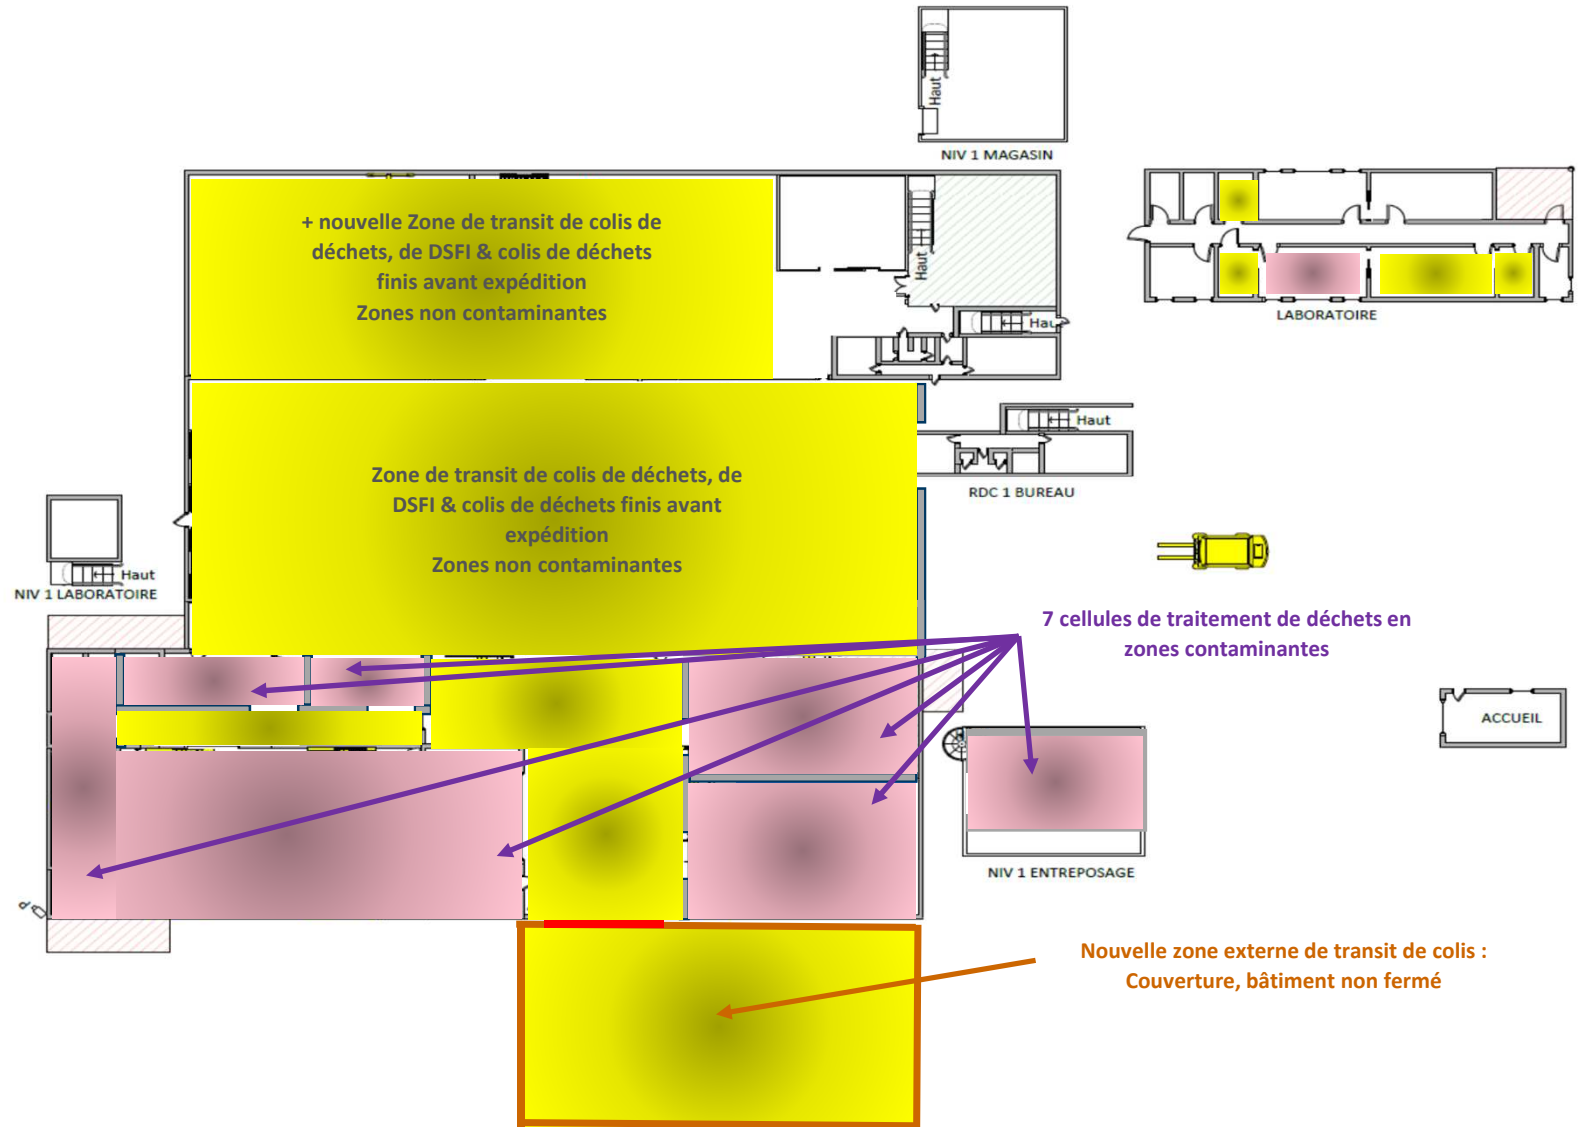 Haut
NIV 1 MAGASIN
+ nouvelle Zone de transit de colis de
déchets, de DSFI & colis de déchets
finis avant expédition
Zones non contaminantes
Haut
Hau
LABORATOIRE
Haut
RDC 1 BUREAU
Zone de transit de colis de déchets, de
DSFI & colis de déchets finis avant
expédition
Zones non contaminantes
Haut
NIV 1 LABORATOIRE
7 cellules de traitement de déchets en
zones contaminantes
ACCUEIL
NIV 1 ENTREPOSAGE
Nouvelle zone externe de transit de colis :
Couverture, bâtiment non fermé